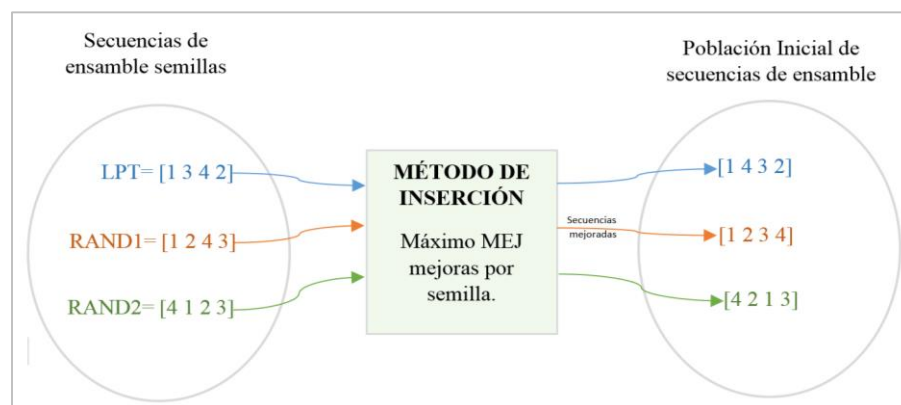 Secuencias de
ensamble semillas
LPT= [1 3 4 2]
RAND1= [1 2 4 3]
RAND2= [4 1 2 3]
MÉTODO DE
INSERCIÓN
Máximo MEJ
mejoras por
semilla.
Secuencias
mejoradas
Población Inicial de
secuencias de ensamble
[1 4 3 2]
[1 2 3 4]
[4 2 1 3]